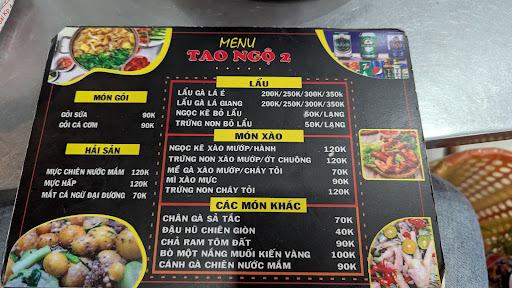 MENU
TAO NGỘ 2
MÓN GỎI
GỎI SỨA 90K
GỎI CÁ CƠM 90K
HẢI SẢN
MỰC CHIÊN NƯỚC MẮM 120K
MỰC HẤP 120K
MẮT CÁ NGỪ ĐẠI DƯƠNG 70K
LẨU
LẨU GÀ LÁ É 200K/250K/300K/350k
LẨU GÀ LÁ GIANG 200K/250K/300K/350k
NGỌC KÊ BỎ LẨU 60K/LẠNG
TRỨNG NON BỎ LẨU 50K/LẠNG
MÓN XÀO
NGỌC KÊ XÀO MƯỚP/HÀNH 120K
TRỨNG NON XÀO MƯỚP/ỚT CHUÔNG 120K
MỀ GÀ XÀO MƯỚP/CHÁY TỎI 70K
MÌ XÀO MỰC 90K
TRỨNG NON CHÁY TỎI 120K
CÁC MÓN KHÁC
CHÂN GÀ SẢ TẮC 70K
ĐẬU HŨ CHIÊN GIÒN 40K
CHẢ RAM TÔM ĐẤT 90K
BÒ MỘT NẮNG MUỐI KIẾN VÀNG 100K
CÁNH GÀ CHIÊN NƯỚC MẮM 90K